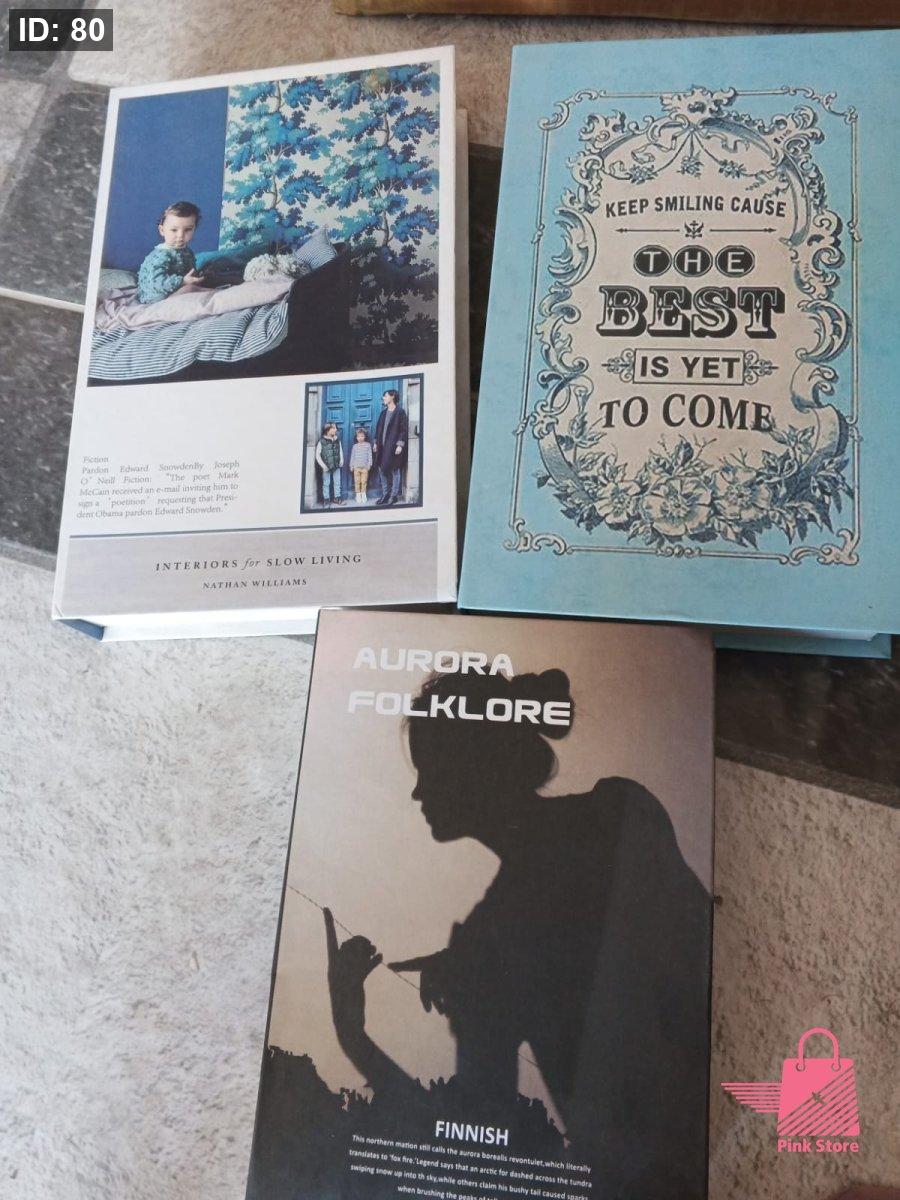 ID: 80
Fiction
Pardon Edward SnowdenBy Joseph
O' Neill Fiction: "The poet Mark
McCain received an e-mail inviting him to
sign a "poetition" requesting that Presi-
dent Obama pardon Edward Snowden."
INTERIORS for SLOW LIVING
NATHAN WILLIAMS
KEEP SMILING CAUSE
THE
BEST
IS YET
TO COME
AURORA
FOLKLORE
FINNISH
This northern mation still calls the aurora borealis revontulet,which literally
translates to 'fox fire.'Legend says that an arctic for dashed across the tundra
swiping snow up into th sky,while others claim his bushy tail caused sparks
when brushing the peaks of
Pink Store